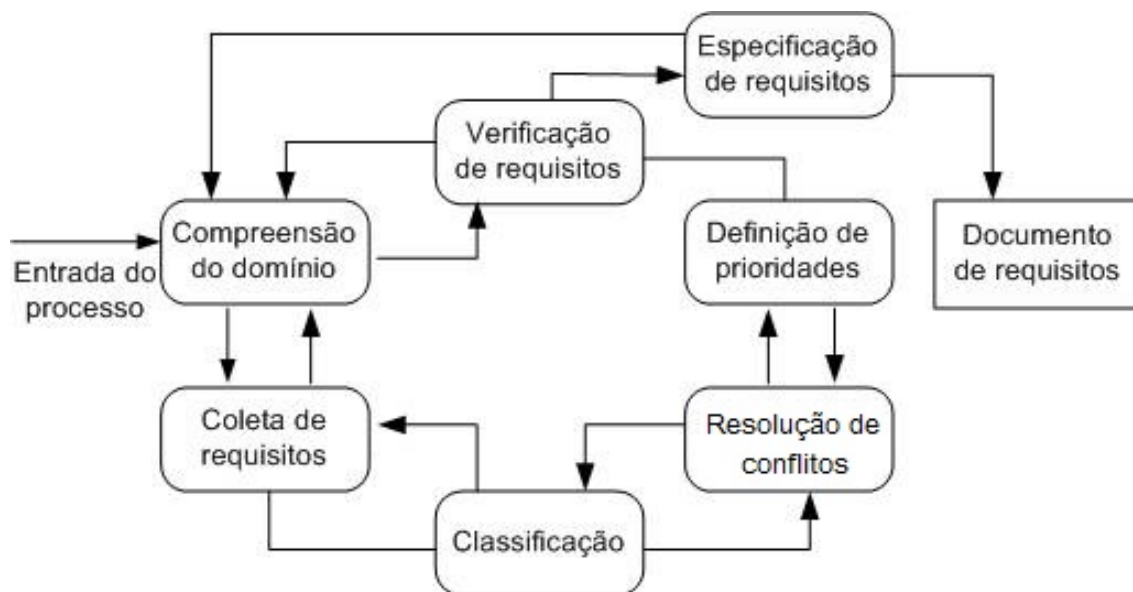 Especificação
de requisitos
Verificação
de requisitos
Compreensão
do domínio
Definição de
prioridades
Documento
de requisitos
Entrada do
processo
Coleta de
requisitos
Resolução de
conflitos
Classificação